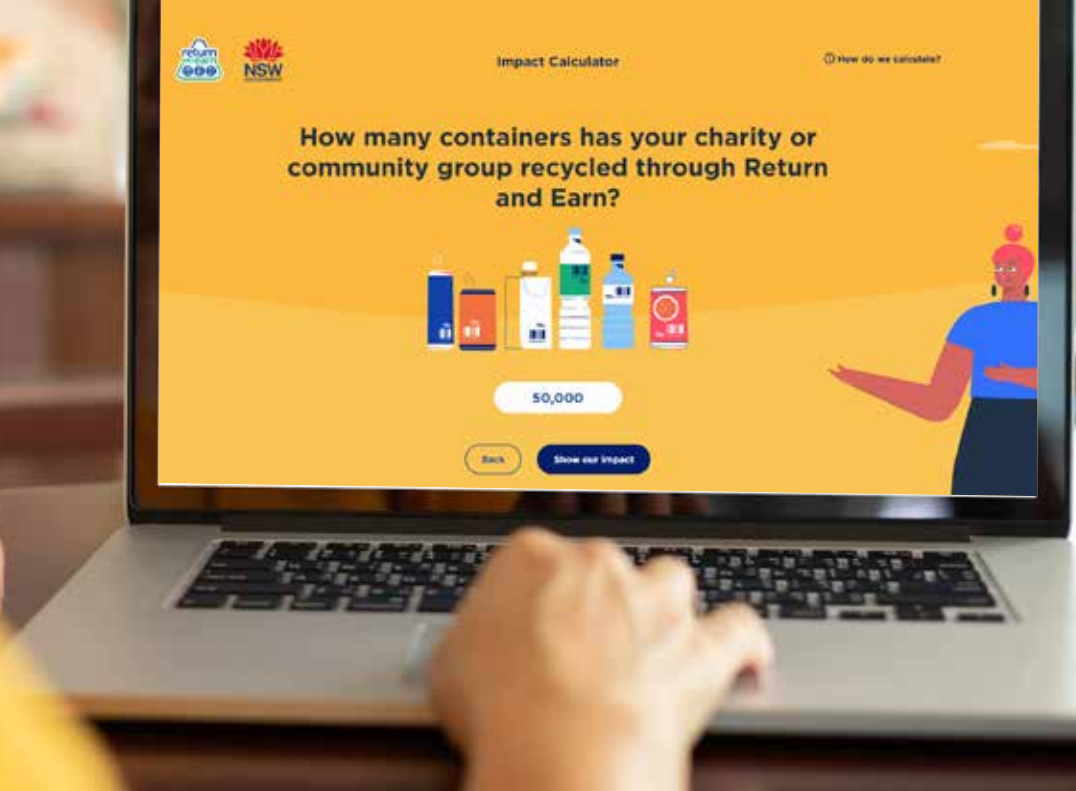 return
and earn
NSW
Impact Calculator
How do we calculate?
How many containers has your charity or
community group recycled through Return
and Earn?
50,000
Back
Show our impact